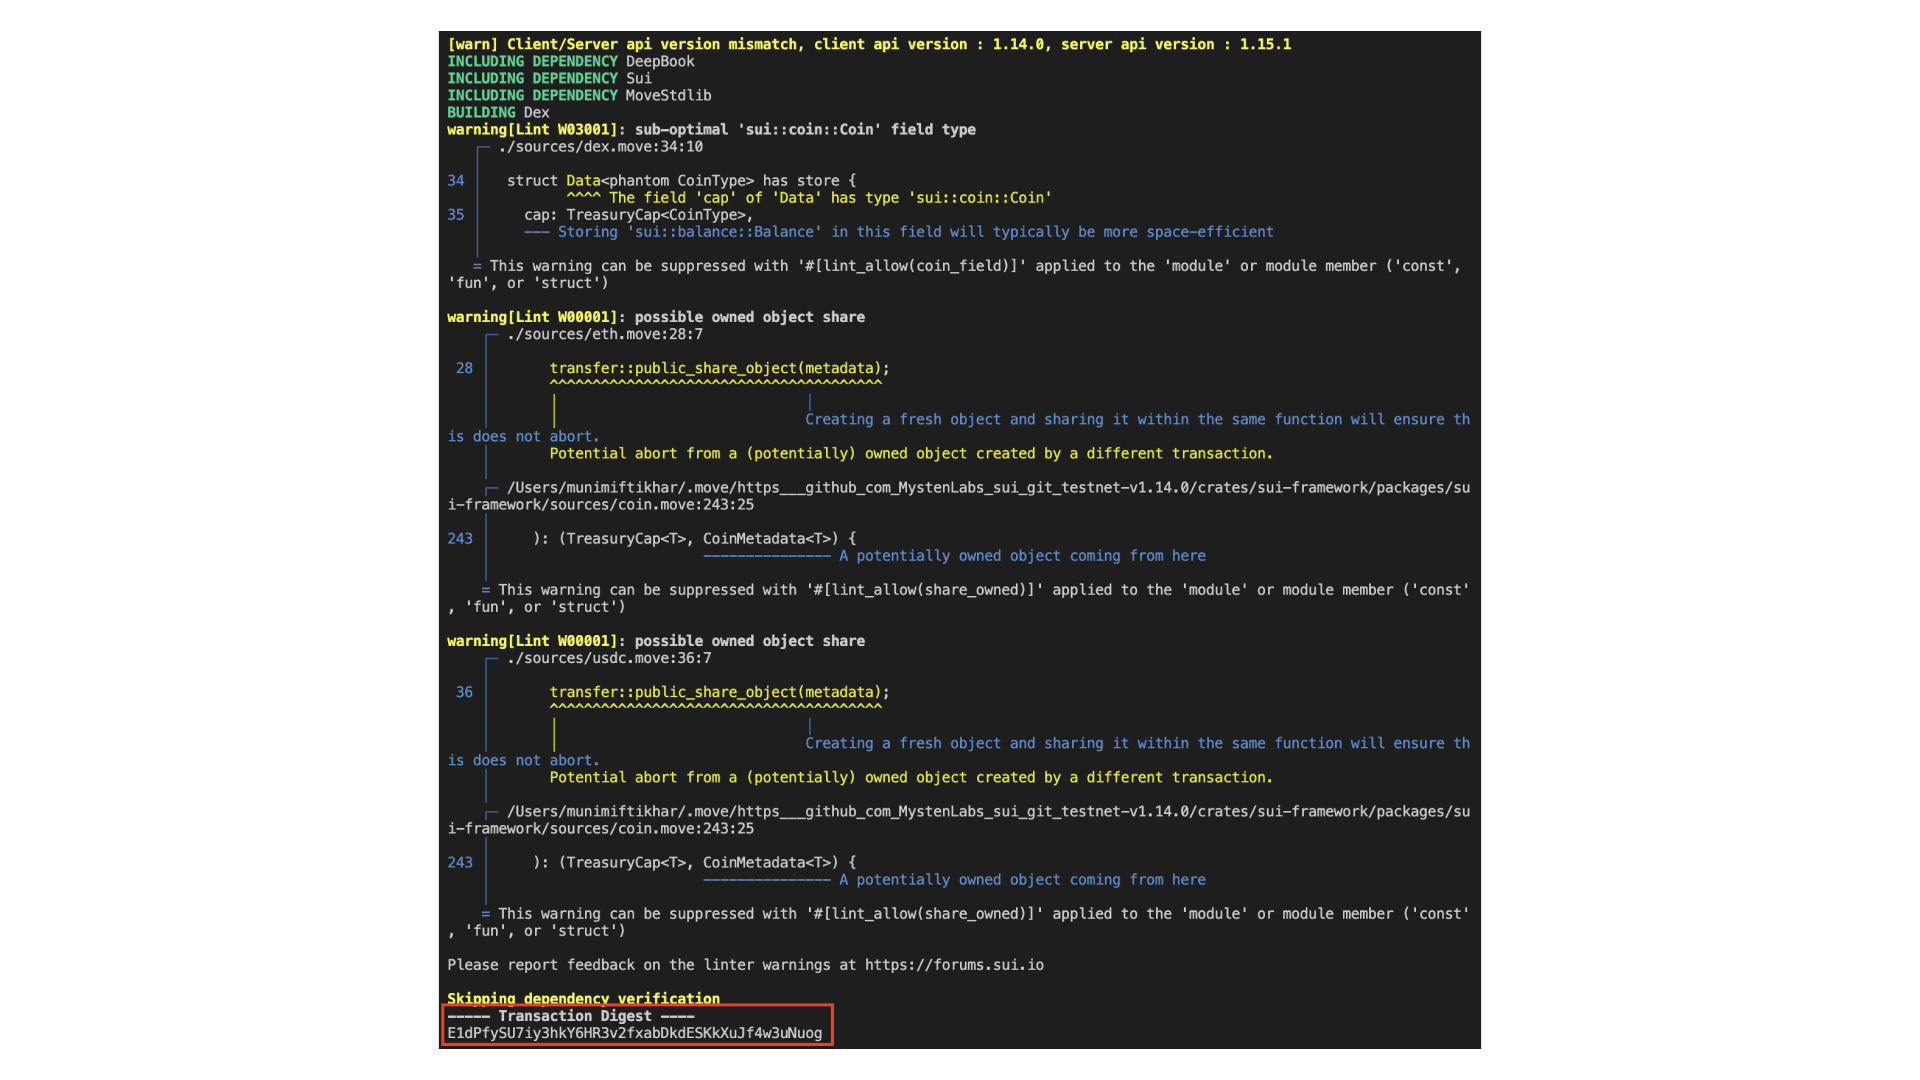 [warn] Client/Server api version mismatch, client api version : 1.14.0, server api version : 1.15.1
INCLUDING DEPENDENCY DeepBook
INCLUDING DEPENDENCY Sui
INCLUDING DEPENDENCY MoveStdlib
BUILDING Dex
warning[Lint W03001]: sub-optimal 'sui::coin::Coin' field type
./sources/dex.move:34:10
34 struct Data<phantom CoinType> has store {
^^^^ The field 'cap' of 'Data' has type 'sui::coin::Coin'
35 cap: TreasuryCap<CoinType>,
--- Storing 'sui::balance::Balance' in this field will typically be more space-efficient
= This warning can be suppressed with '#[lint_allow(coin_field)]' applied to the 'module' or module member ('const',
'fun', or 'struct')
warning[Lint W00001]: possible owned object share
./sources/eth.move:28:7
28 transfer::public_share_object(metadata);
^^^^^^^^^^^^^^^^^^^^^^^^^^^^^^^^^^^^^^^
Creating a fresh object and sharing it within the same function will ensure th
is does not abort.
Potential abort from a (potentially) owned object created by a different transaction.
/Users/munimiftikhar/.move/https___github_com_MystenLabs_sui_git_testnet-v1.14.0/crates/sui-framework/packages/su
i-framework/sources/coin.move:243:25
243 ): (TreasuryCap<T>, CoinMetadata<T>) {
--------------- A potentially owned object coming from here
= This warning can be suppressed with '#[lint_allow(share_owned)]' applied to the 'module' or module member ('const'
, 'fun', or 'struct')
warning[Lint W00001]: possible owned object share
./sources/usdc.move:36:7
36 transfer::public_share_object(metadata);
^^^^^^^^^^^^^^^^^^^^^^^^^^^^^^^^^^^^^^^
Creating a fresh object and sharing it within the same function will ensure th
is does not abort.
Potential abort from a (potentially) owned object created by a different transaction.
/Users/munimiftikhar/.move/https___github_com_MystenLabs_sui_git_testnet-v1.14.0/crates/sui-framework/packages/su
i-framework/sources/coin.move:243:25
243 ): (TreasuryCap<T>, CoinMetadata<T>) {
--------------- A potentially owned object coming from here
= This warning can be suppressed with '#[lint_allow(share_owned)]' applied to the 'module' or module member ('const'
, 'fun', or 'struct')
Please report feedback on the linter warnings at https://forums.sui.io
Skipping dependency verification
----- Transaction Digest ----
E1dPfySU7iy3hkY6HR3v2fxabDkdESKkXuJf4w3uNuog